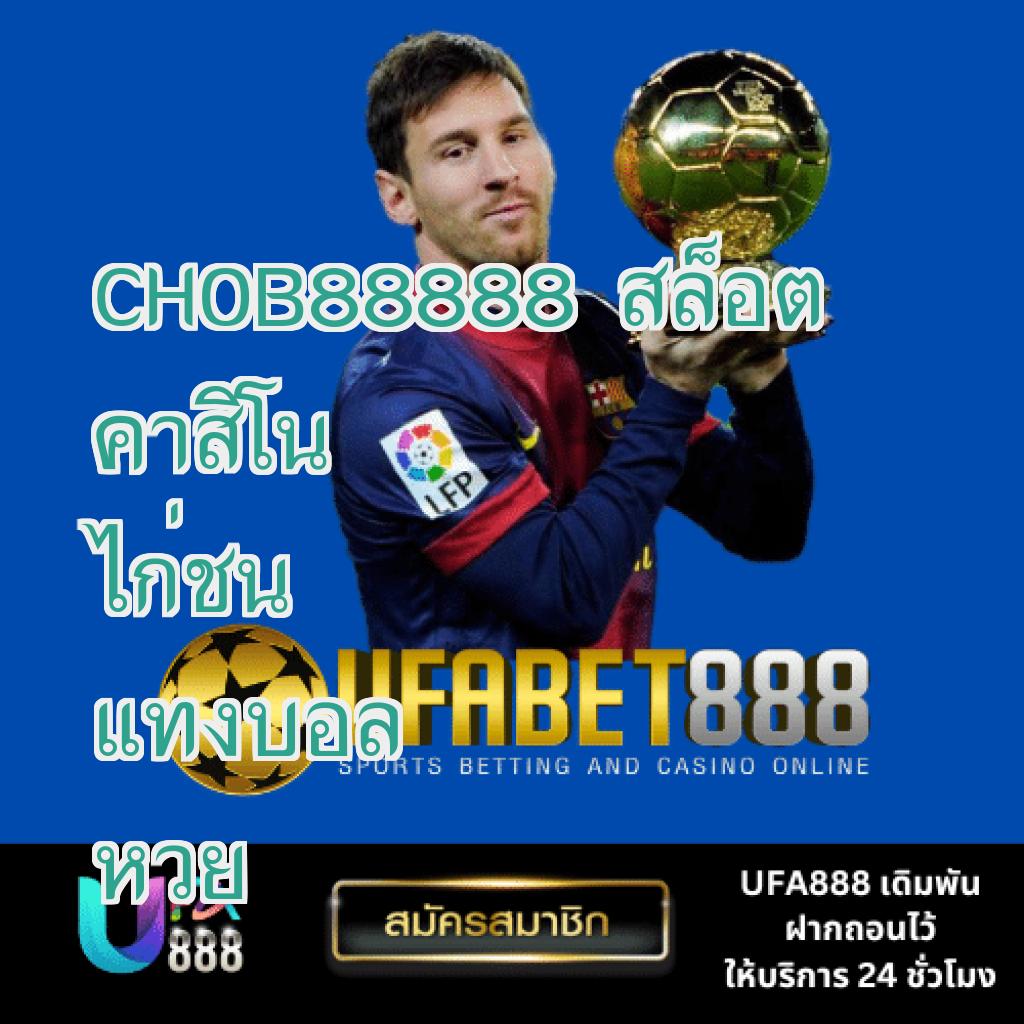 CHOB88888 สล็อต
คาสิโน
ไก่ชน
แทงบอล
หวย
LFP
UFABET888
SPORTS BETTING AND CASINO ONLINE
888
สมัครสมาชิก
UFA888 เดิมพัน
ฝากถอนไว้
ให้บริการ 24 ชั่วโมง